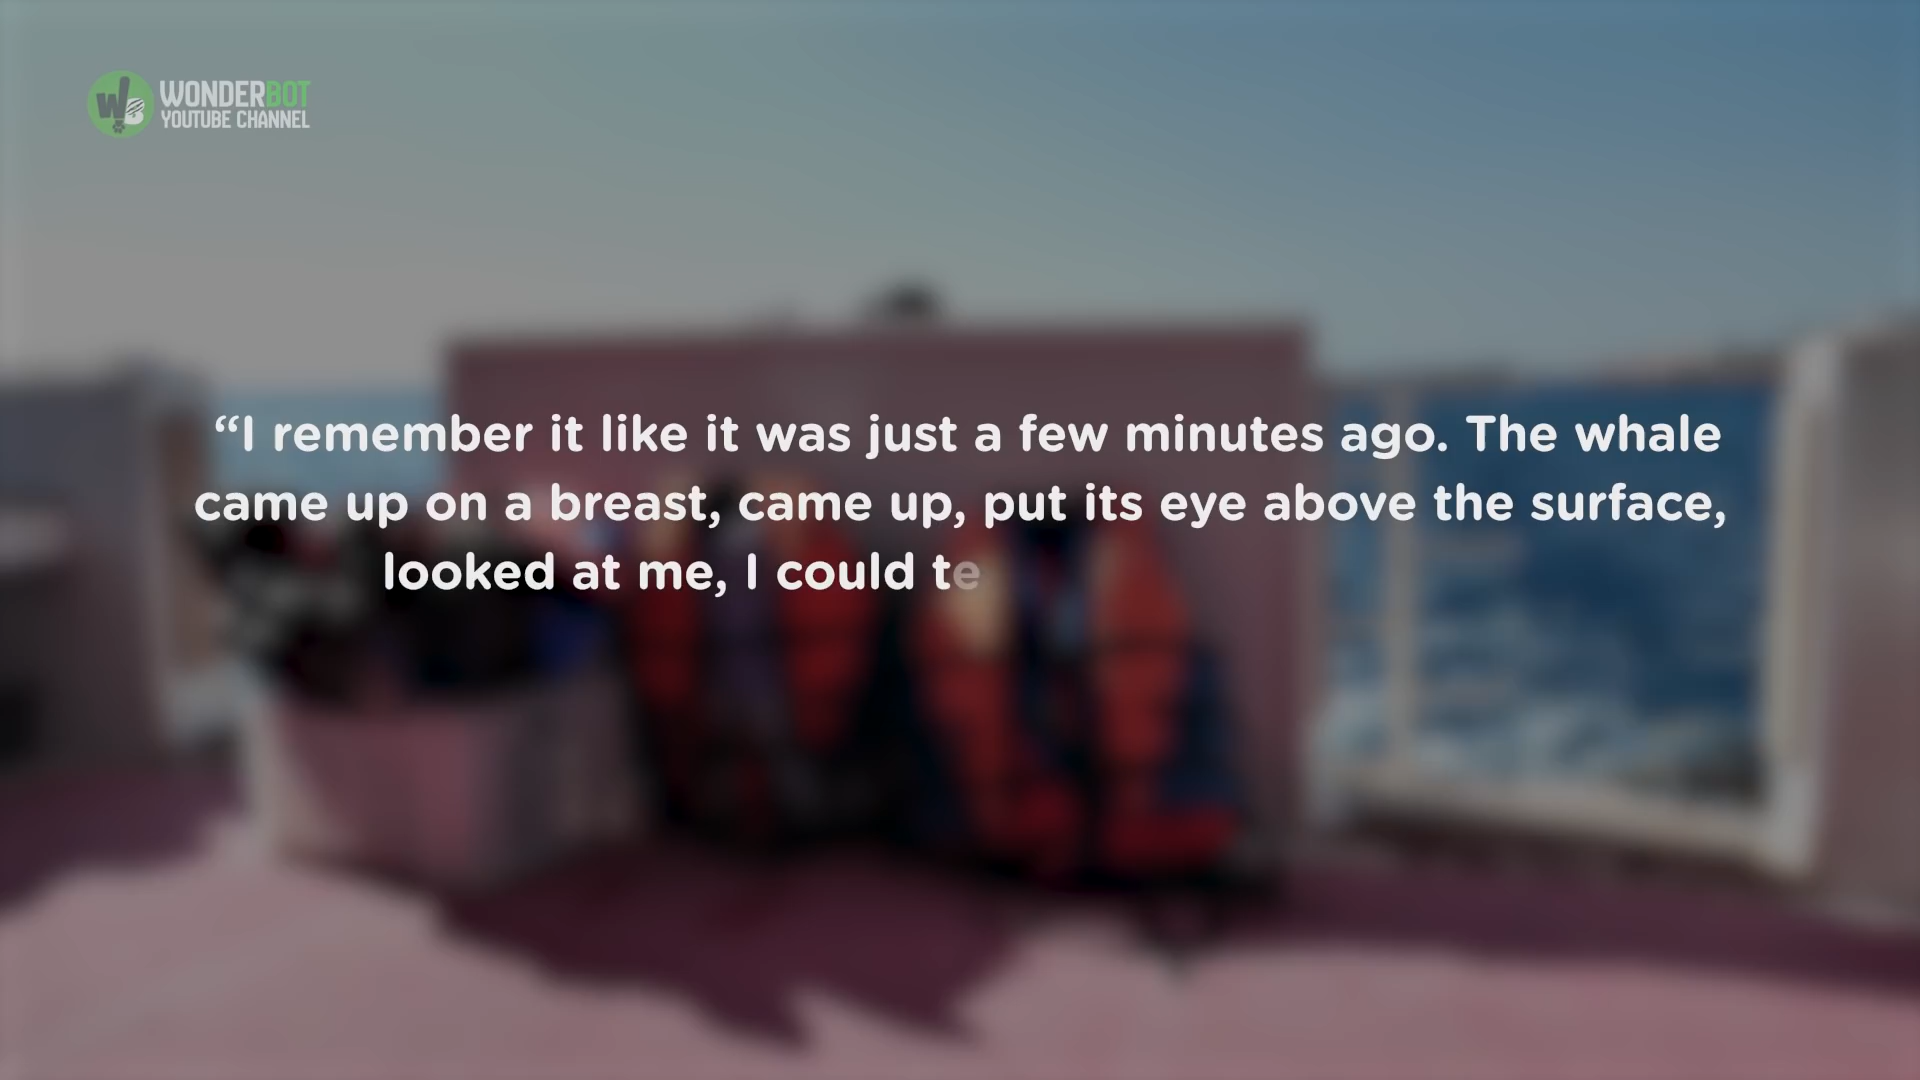 WONDERBOT
YOUTUBE CHANNEL
“I remember it like it was just a few minutes ago. The whale
came up on a breast, came up, put its eye above the surface,
looked at me, I could te